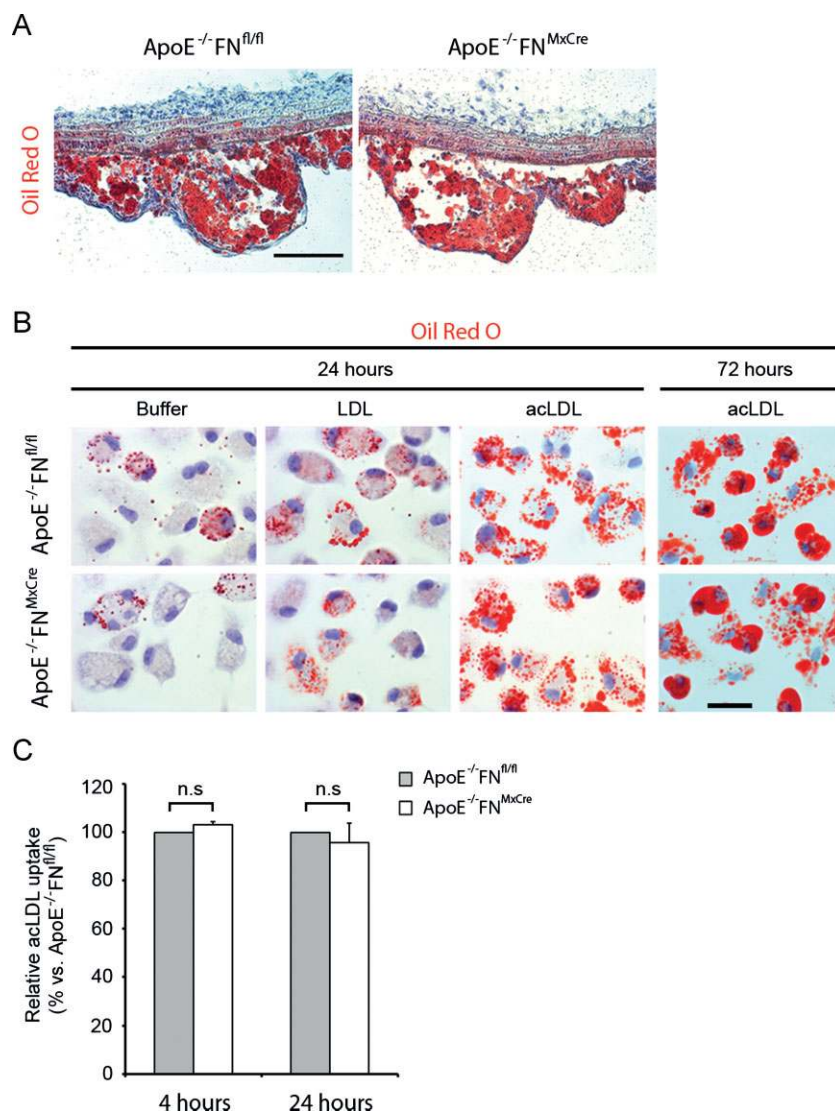 A
ApoE⁻/⁻FNfl/fl ApoE⁻/⁻FNMxCre
Oil Red O
B
Oil Red O
24 hours 72 hours
Buffer LDL acLDL acLDL
ApoE⁻/⁻FNfl/fl
ApoE⁻/⁻FNMxCre
C
n.s n.s
ApoE⁻/⁻FNfl/fl
ApoE⁻/⁻FNMxCre
Relative acLDL uptake
(% vs. ApoE⁻/⁻FNfl/fl)
120
100
80
60
40
20
0
4 hours 24 hours